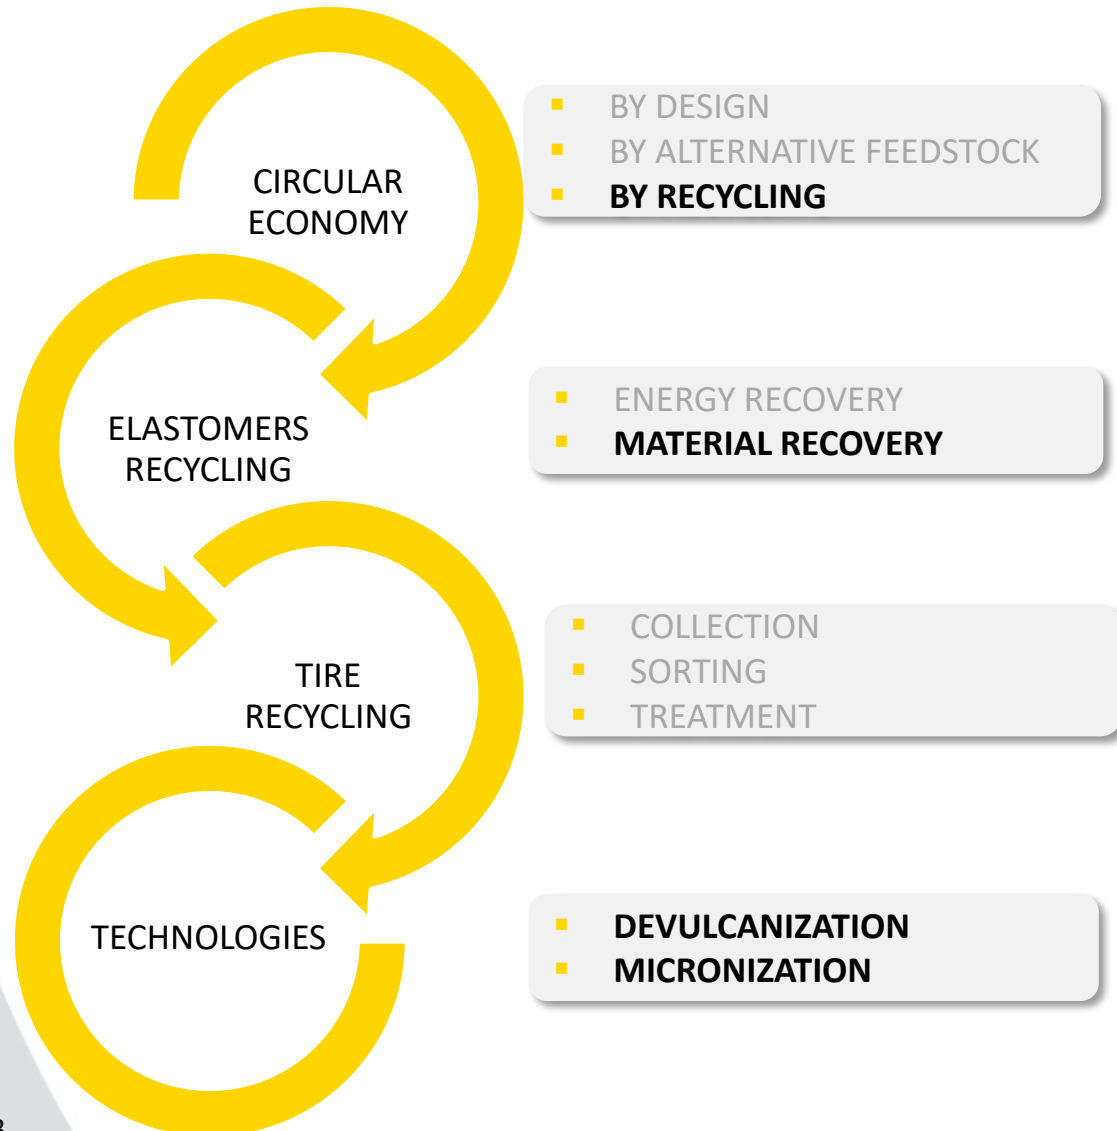 CIRCULAR
ECONOMY
BY DESIGN
BY ALTERNATIVE FEEDSTOCK
BY RECYCLING
ELASTOMERS
RECYCLING
ENERGY RECOVERY
MATERIAL RECOVERY
TIRE
RECYCLING
COLLECTION
SORTING
TREATMENT
TECHNOLOGIES
DEVULCANIZATION
MICRONIZATION